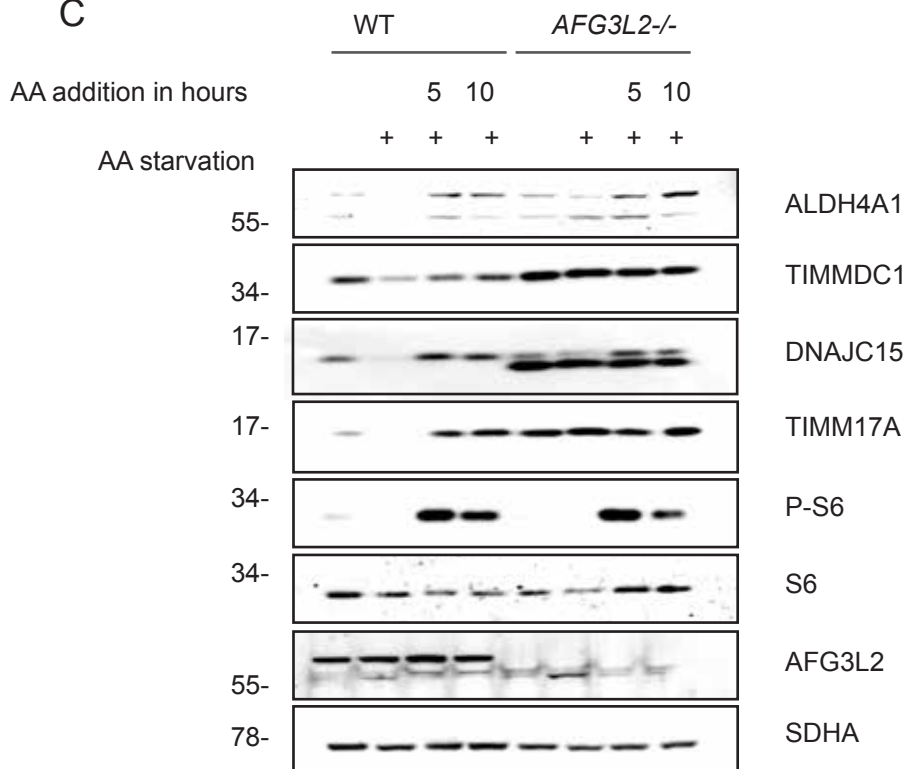 C
WT AFG3L2-/-
AA addition in hours 5 10 5 10
+ + + + + +
AA starvation
55- ALDH4A1
34- TIMMDC1
17- DNAJC15
17- TIMM17A
34- P-S6
34- S6
55- AFG3L2
78- SDHA